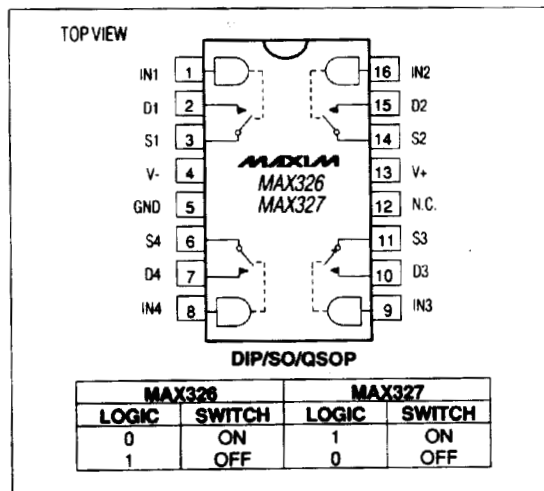 TOP VIEW
IN1 1 16 IN2
D1 2 15 D2
S1 3 14 S2
V- 4 MAXIM 13 V+
MAX326
GND 5 MAX327 12 N.C.
S4 6 11 S3
D4 7 10 D3
IN4 8 9 IN3
DIP/SO/QSOP
MAX326 MAX327
LOGIC SWITCH LOGIC SWITCH
0 ON 1 ON
1 OFF 0 OFF